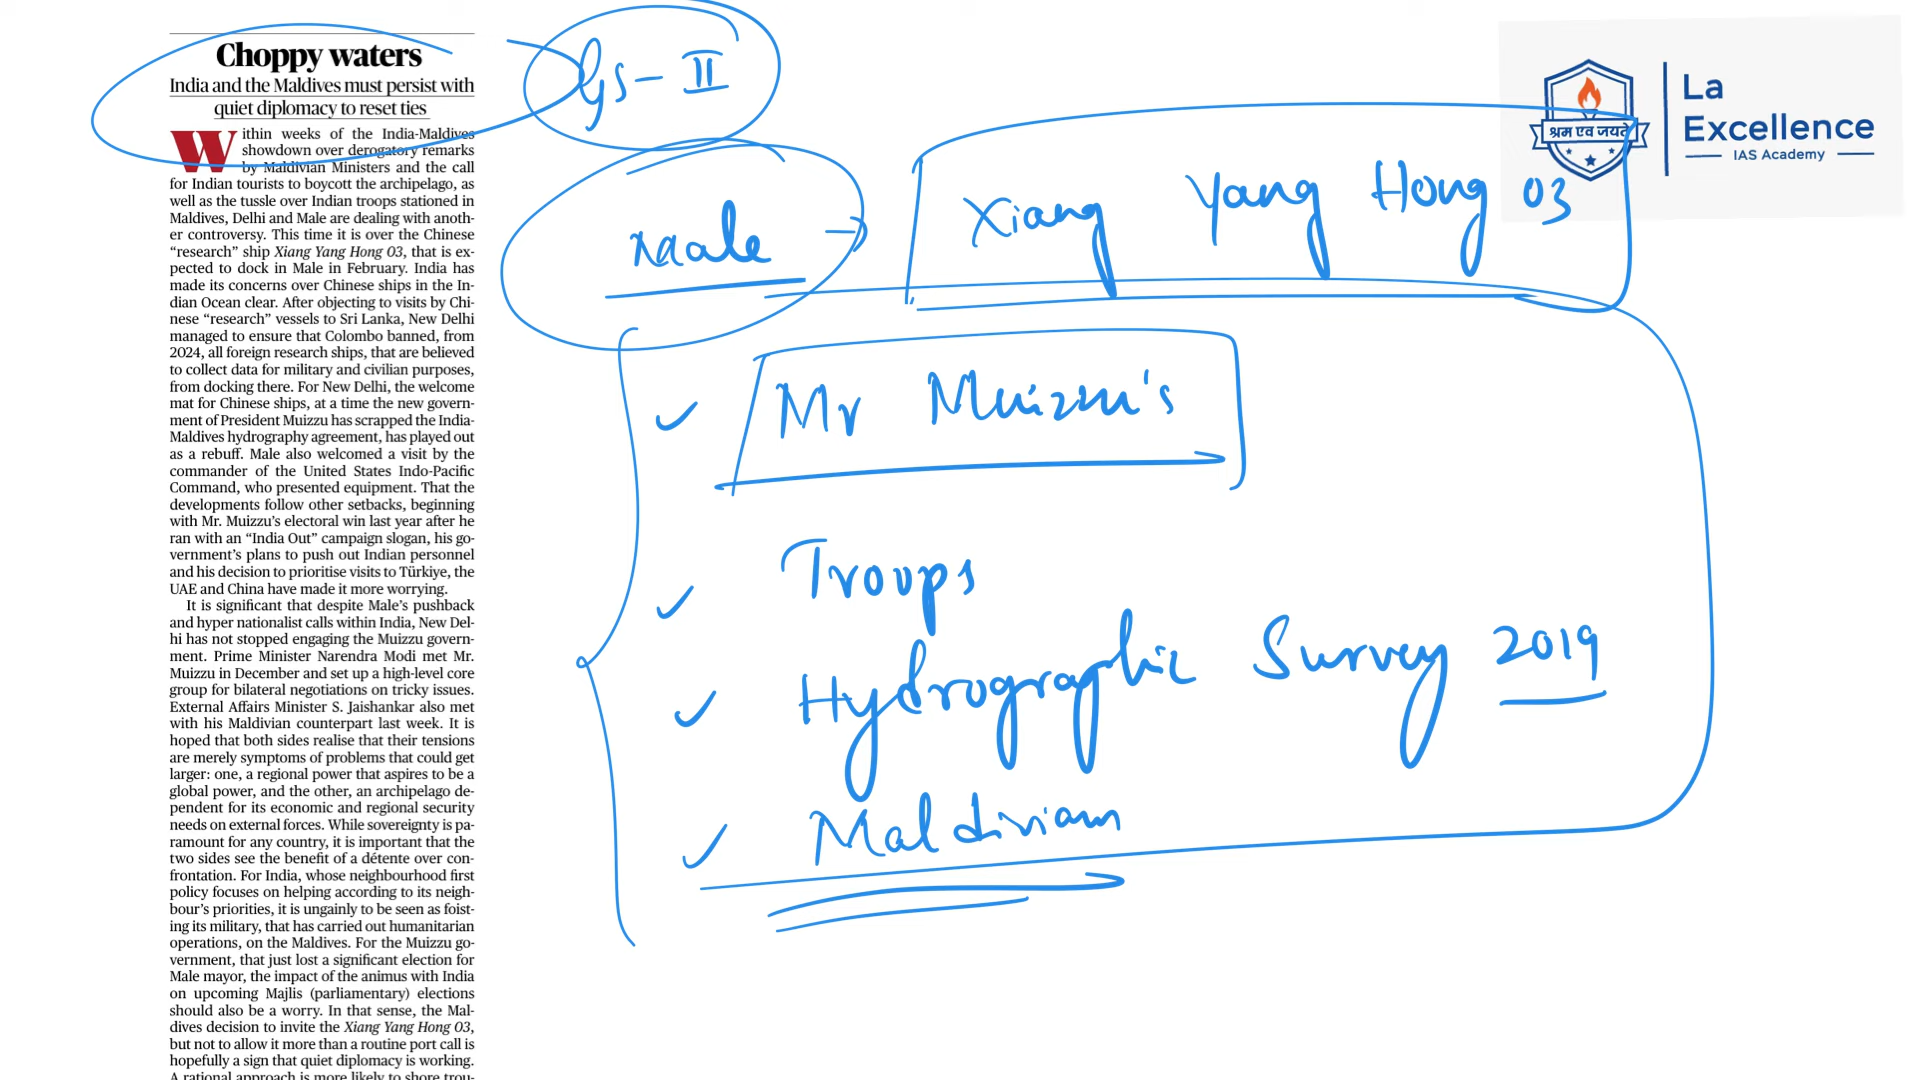 Choppy waters
India and the Maldives must persist with
quiet diplomacy to reset ties
Within weeks of the India-Maldives
showdown over derogatory remarks
by Maldivian Ministers and the call
for Indian tourists to boycott the archipelago, as
well as the tussle over Indian troops stationed in
Maldives, Delhi and Male are dealing with anoth-
er controversy. This time it is over the Chinese
“research” ship Xiang Yang Hong 03, that is ex-
pected to dock in Male in February. India has
made its concerns over Chinese ships in the In-
dian Ocean clear. After objecting to visits by Chi-
nese “research” vessels to Sri Lanka, New Delhi
managed to ensure that Colombo banned, from
2024, all foreign research ships, that are believed
to collect data for military and civilian purposes,
from docking there. For New Delhi, the welcome
mat for Chinese ships, at a time the new govern-
ment of President Muizzu has scrapped the India-
Maldives hydrography agreement, has played out
as a rebuff. Male also welcomed a visit by the
commander of the United States Indo-Pacific
Command, who presented equipment. That the
developments follow other setbacks, beginning
with Mr. Muizzu’s electoral win last year after he
ran with an “India Out” campaign slogan, his go-
vernment’s plans to push out Indian personnel
and his decision to prioritise visits to Türkiye, the
UAE and China have made it more worrying.
It is significant that despite Male’s pushback
and hyper nationalist calls within India, New Del-
hi has not stopped engaging the Muizzu govern-
ment. Prime Minister Narendra Modi met Mr.
Muizzu in December and set up a high-level core
group for bilateral negotiations on tricky issues.
External Affairs Minister S. Jaishankar also met
with his Maldivian counterpart last week. It is
hoped that both sides realise that their tensions
are merely symptoms of problems that could get
larger: one, a regional power that aspires to be a
global power, and the other, an archipelago de-
pendent for its economic and regional security
needs on external forces. While sovereignty is pa-
ramount for any country, it is important that the
two sides see the benefit of a détente over con-
frontation. For India, whose neighbourhood first
policy focuses on helping according to its neigh-
bour’s priorities, it is ungainly to be seen as foist-
ing its military, that has carried out humanitarian
operations, on the Maldives. For the Muizzu go-
vernment, that just lost a significant election for
Male mayor, the impact of the animus with India
on upcoming Majlis (parliamentary) elections
should also be a worry. In that sense, the Mal-
dives decision to invite the Xiang Yang Hong 03,
but not to allow it more than a routine port call is
hopefully a sign that quiet diplomacy is working.
A rational approach is more likely to shore trou-
GS - II
Male → Xiang Yang Hong 03
Mr Muizzu's
Troops
Hydrographic Survey 2019
Maldivian
श्रम एव जयते
La
Excellence
IAS Academy